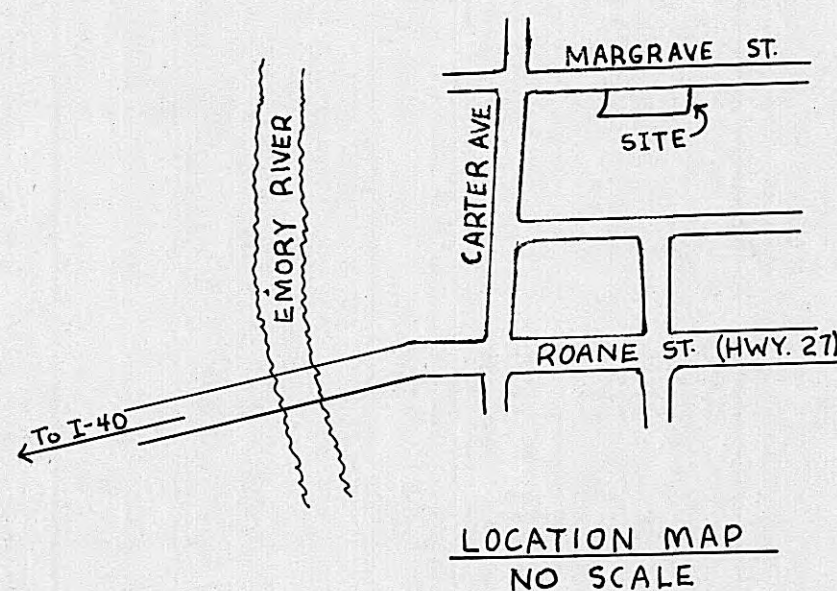 MARGRAVE ST.
SITE
CARTER AVE
EMORY RIVER
ROANE ST. (HWY. 27)
To I-40
LOCATION MAP
NO SCALE